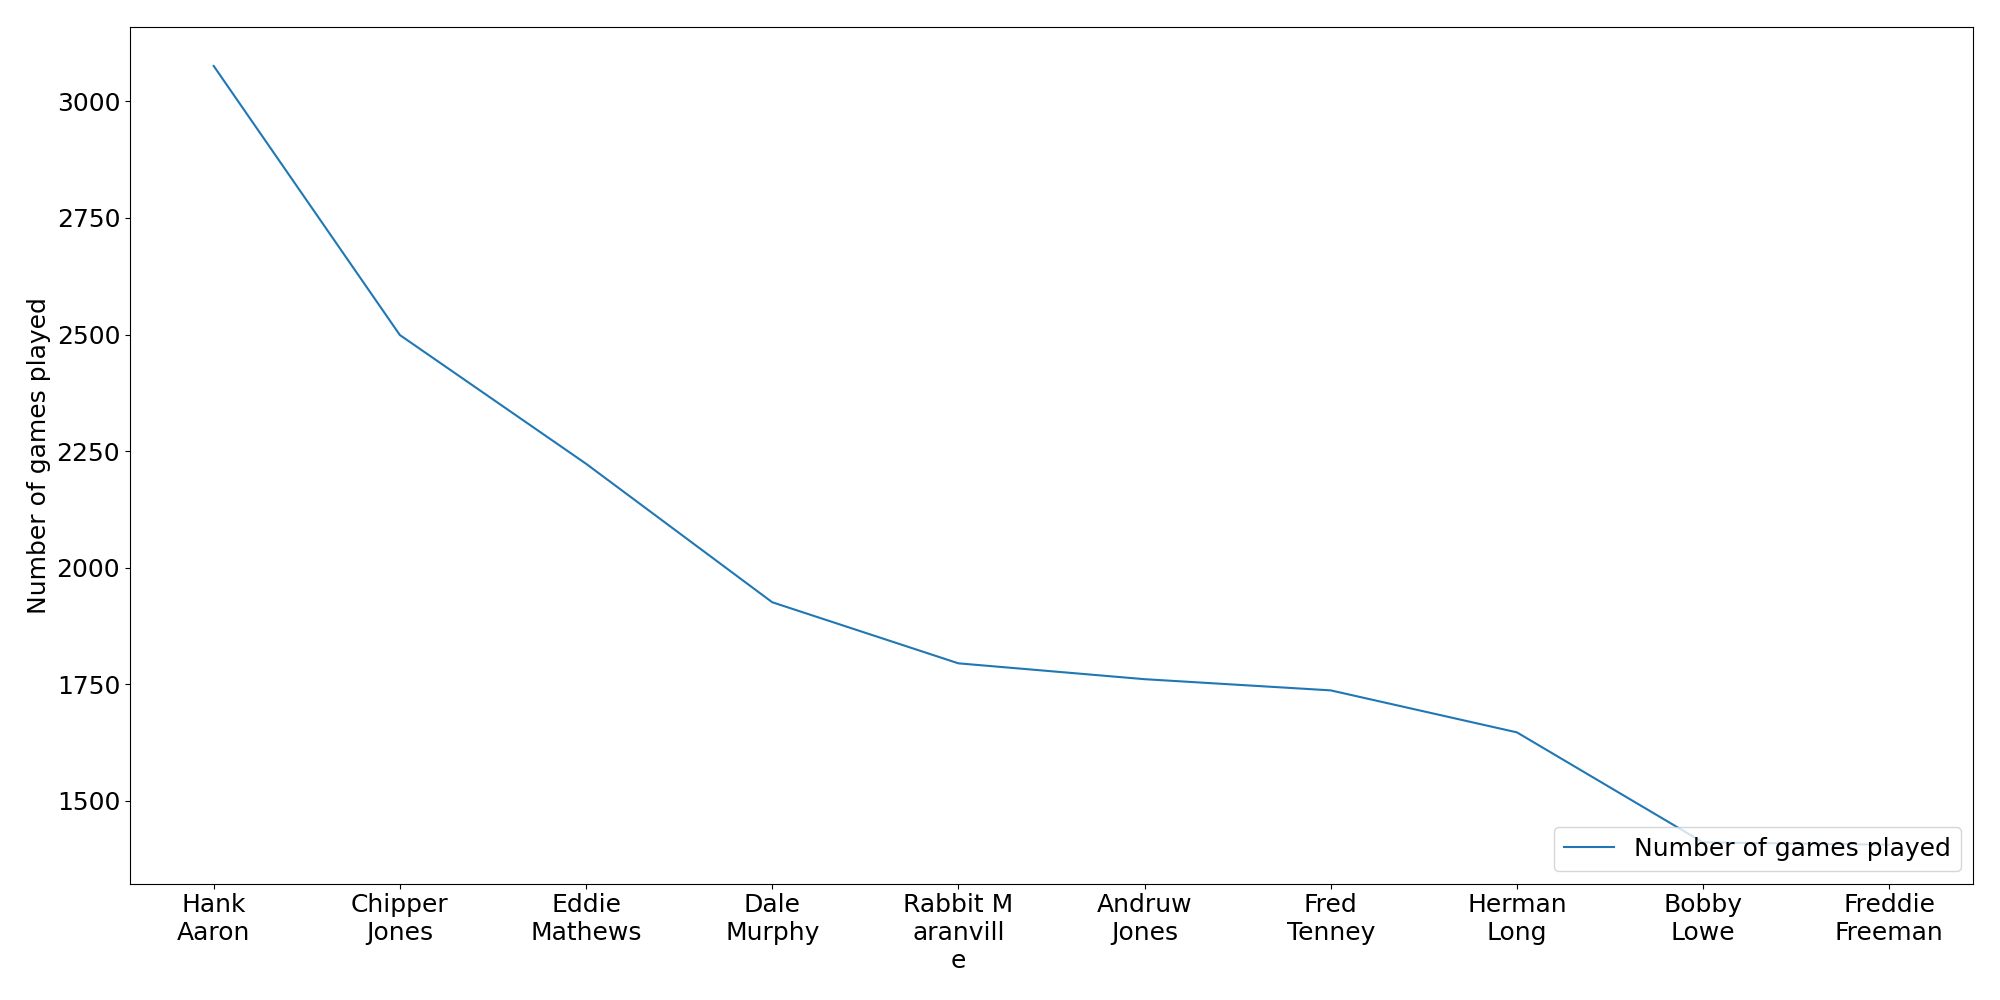 Number of games played
3000
2750
2500
2250
2000
1750
1500
Hank
Aaron
Chipper
Jones
Eddie
Mathews
Dale
Murphy
Rabbit M
aranvill
e
Andruw
Jones
Fred
Tenney
Herman
Long
Bobby
Lowe
Freddie
Freeman
Number of games played